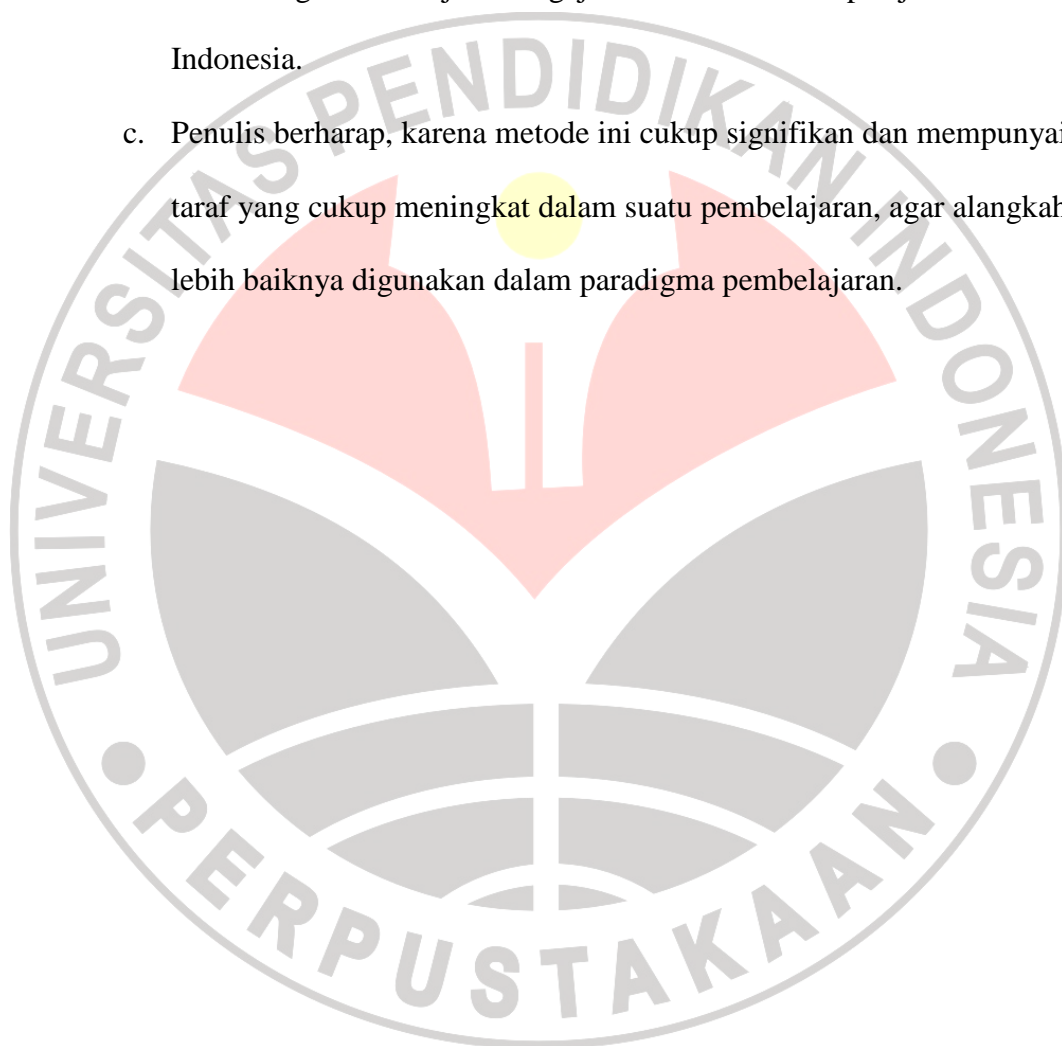 Indonesia.
c. Penulis berharap, karena metode ini cukup signifikan dan mempunyai
taraf yang cukup meningkat dalam suatu pembelajaran, agar alangkah
lebih baiknya digunakan dalam paradigma pembelajaran.
UNIVERSITAS PENDIDIKAN INDONESIA
PERPUSTAKAAN